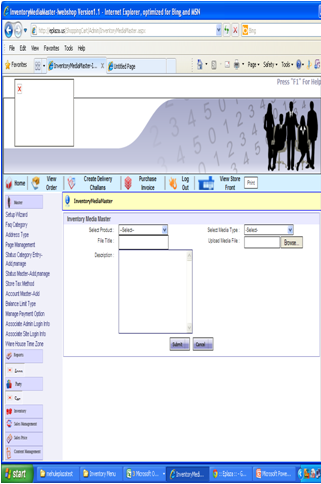 InventoryMediaMaster-Iwebshop Version1.1 - Internet Explorer, optimized for Bing and MSN
http://eplaza.us/ShoppingCart/Admin/InventoryMediaMaster.aspx
Bing
File Edit View Favorites Tools Help
Favorites InventoryMediaMaster-I... Untitled Page Page Safety Tools
Press "F1" For Help
Home View Order Create Delivery Challans Purchase Invoice Log Out View Store Front Print
Master
InventoryMediaMaster
Setup Wizard
Faq Category
Address Type
Page Management
Status Category Entry-Add,manage
Status Master-Add,manage
Store Tax Method
Account Master-Add
Balance Limit Type
Manage Payment Option
Associate Admin Login Info
Associate Site Login Info
Ware House Time Zone
Reports
Party
Inventory
Sales Management
Sales Price
Content Management
Inventory Media Master
Select Product : --Select-- Select Media Type : --Select--
File Title : Upload Media File : Browse...
Description :
Submit Cancel
start mehuleplazatest Inventory Menu 3 Microsoft O... InventoryMedi... :: Eplaza :: - G... Microsoft Powe...